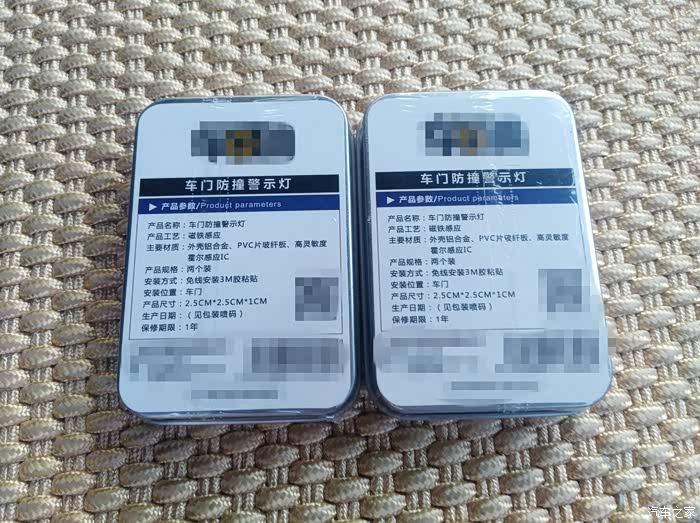 车门防撞警示灯
▶ 产品参数/Product parameters
产品名称：车门防撞警示灯
产品工艺：磁铁感应
主要材质：外壳铝合金、PVC片玻纤板、高灵敏度
霍尔感应IC
产品规格：两个装
安装方式：免线安装3M胶粘贴
安装位置：车门
产品尺寸：2.5CM*2.5CM*1CM
生产日期：（见包装喷码）
保修期限：1年
车门防撞警示灯
▶ 产品参数/Product parameters
产品名称：车门防撞警示灯
产品工艺：磁铁感应
主要材质：外壳铝合金、PVC片玻纤板、高灵敏度
霍尔感应IC
产品规格：两个装
安装方式：免线安装3M胶粘贴
安装位置：车门
产品尺寸：2.5CM*2.5CM*1CM
生产日期：（见包装喷码）
保修期限：1年
汽车之家